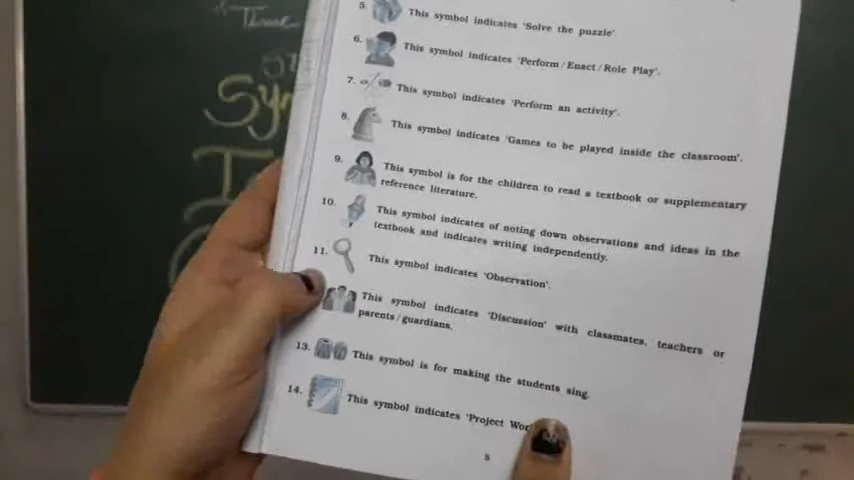 Time
Sy
5. This symbol indicates 'Solve the puzzle'.
6. This symbol indicates 'Perform/Enact/Role Play'.
7. This symbol indicates 'Perform an activity'.
8. This symbol indicates 'Games to be played inside the classroom'.
9. This symbol is for the children to read a textbook or supplementary
reference literature.
10. This symbol indicates of noting down observations and ideas in the
textbook and indicates writing independently.
11. This symbol indicates 'Observation'.
This symbol indicates 'Discussion' with classmates, teachers or
parents/guardians.
13. This symbol is for making the students sing.
14. This symbol indicates 'Project Wor